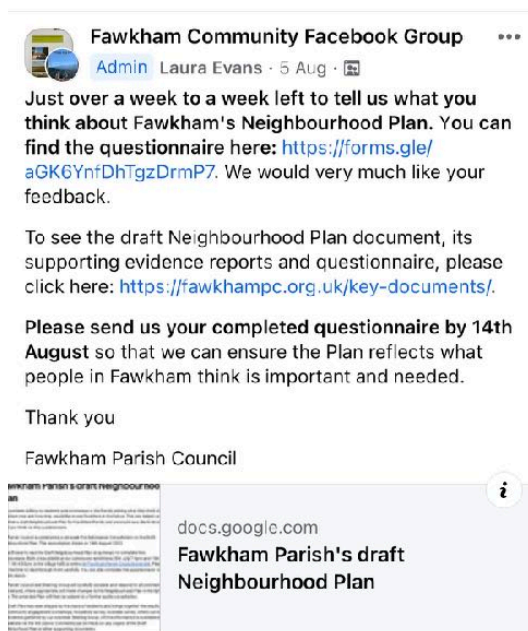 Fawkham Community Facebook Group
Admin Laura Evans · 5 Aug ·
Just over a week to a week left to tell us what you
think about Fawkham's Neighbourhood Plan. You can
find the questionnaire here: https://forms.gle/
aGK6YnfDhTgzDrmP7. We would very much like your
feedback.
To see the draft Neighbourhood Plan document, its
supporting evidence reports and questionnaire, please
click here: https://fawkhampc.org.uk/key-documents/.
Please send us your completed questionnaire by 14th
August so that we can ensure the Plan reflects what
people in Fawkham think is important and needed.
Thank you
Fawkham Parish Council
i
docs.google.com
Fawkham Parish's draft
Neighbourhood Plan